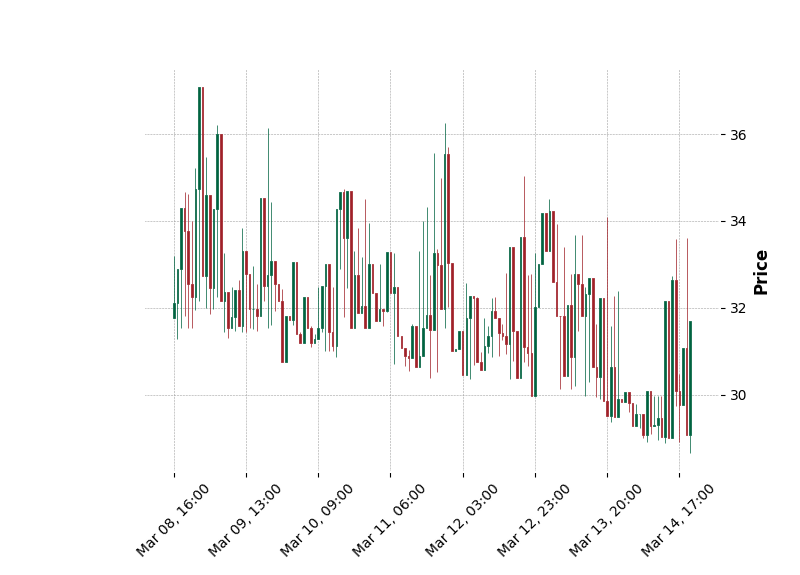 36
34
32
30
Price
Mar 08, 16:00
Mar 09, 13:00
Mar 10, 09:00
Mar 11, 06:00
Mar 12, 03:00
Mar 12, 23:00
Mar 13, 20:00
Mar 14, 17:00